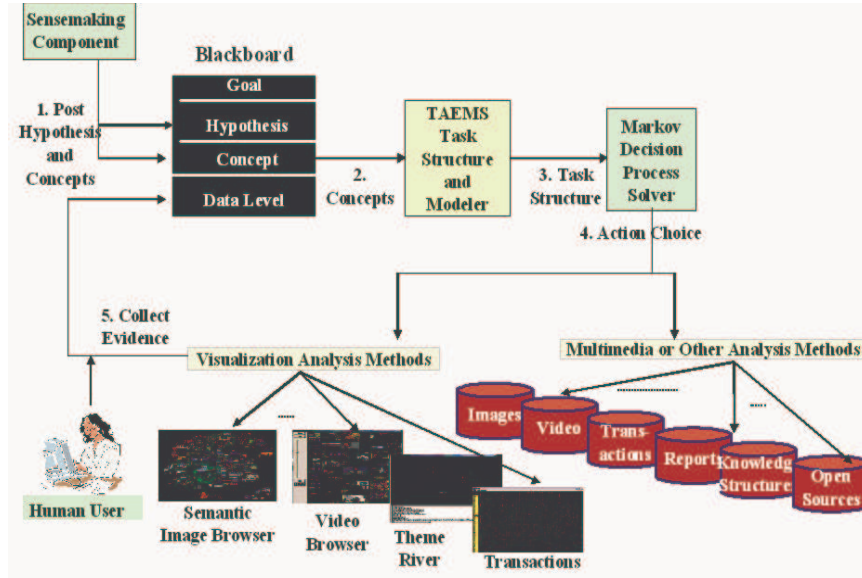 Sensemaking
Component
Blackboard
Goal
Hypothesis
Concept
Data Level
1. Post
Hypothesis
and
Concepts
2.
Concepts
TAEMS
Task
Structure
and
Modeler
3. Task
Structure
Markov
Decision
Process
Solver
4. Action Choice
5. Collect
Evidence
Visualization Analysis Methods
Multimedia or Other Analysis Methods
.....
............
.....
Images
Video
Trans-
actions
Report
Knowledg
Structure
Open
Sources
Human User
Semantic
Image Browser
Video
Browser
Theme
River
Transactions